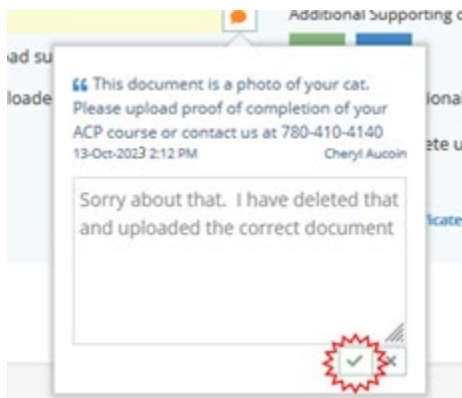 Additional Supporting
ad su
“ This document is a photo of your cat.
loade
Please upload proof of completion of your
ional
ACP course or contact us at 780-410-4140
13-Oct-2023 2:12 PM Cheryl Aucoin
ete u
Sorry about that. I have deleted that
and uploaded the correct document
ficate